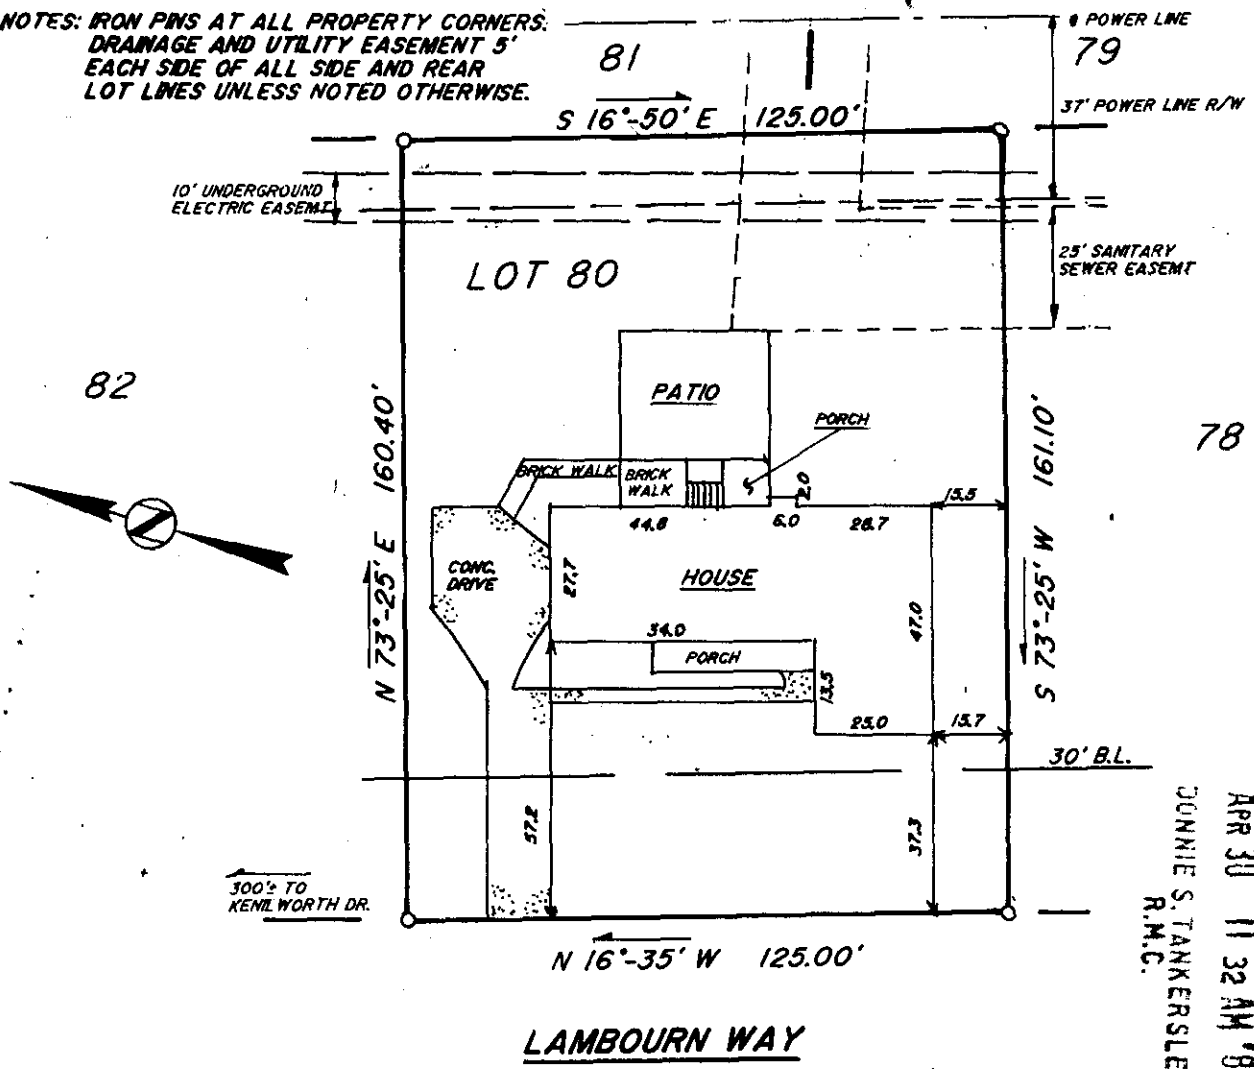 NOTES: IRON PINS AT ALL PROPERTY CORNERS.
DRAINAGE AND UTILITY EASEMENT 5'
EACH SIDE OF ALL SIDE AND REAR
LOT LINES UNLESS NOTED OTHERWISE.
POWER LINE
81
79
37' POWER LINE R/W
S 16°-50' E 125.00'
10' UNDERGROUND
ELECTRIC EASEMT
25' SANITARY
SEWER EASEMT
LOT 80
82
78
PATIO
PORCH
N 73°-25' E 160.40'
S 73°-25' W 161.10'
BRICK WALK
BRICK
WALK
2.0
15.5
44.6
6.0
26.7
N
CONC.
DRIVE
27.7
HOUSE
47.0
34.0
PORCH
13.5
25.0
15.7
30' B.L.
57.2
37.3
300'± TO
KENILWORTH DR.
N 16°-35' W 125.00'
LAMBOURN WAY
APR 30 11 32 AM '8
DONNIE S. TANKERSLE
R.M.C.